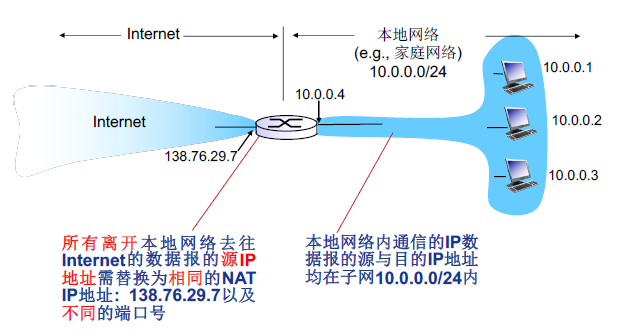 Internet
本地网络
(e.g., 家庭网络)
10.0.0.0/24
10.0.0.1
10.0.0.4
Internet
10.0.0.2
138.76.29.7
10.0.0.3
所有离开本地网络去往
Internet的数据报的源IP
地址需替换为相同的NAT
IP地址：138.76.29.7以及
不同的端口号
本地网络内通信的IP数
据报的源与目的IP地址
均在子网10.0.0.0/24内